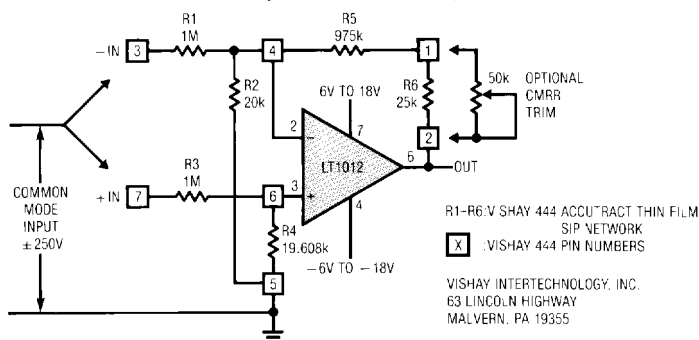 R1
1M
R5
975k
−IN
3
4
1
R2
20k
R6
25k
50k
OPTIONAL
CMRR
TRIM
6V TO 18V
2
7
2
LT1012
6
OUT
R3
1M
+IN
7
6
3
4
COMMON
MODE
INPUT
±250V
R4
19.608k
−6V TO −18V
5
R1–R6:V SHAY 444 ACCUTRACT THIN FILM
SIP NETWORK
X :VISHAY 444 PIN NUMBERS
VISHAY INTERTECHNOLOGY, INC.
63 LINCOLN HIGHWAY
MALVERN, PA 19355